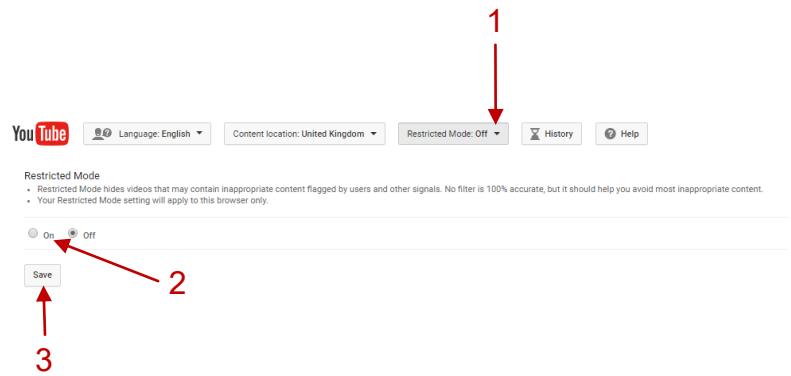 1
You Tube Language: English Content location: United Kingdom Restricted Mode: Off History Help
Restricted Mode
• Restricted Mode hides videos that may contain inappropriate content flagged by users and other signals. No filter is 100% accurate, but it should help you avoid most inappropriate content.
• Your Restricted Mode setting will apply to this browser only.
On Off
Save
2
3